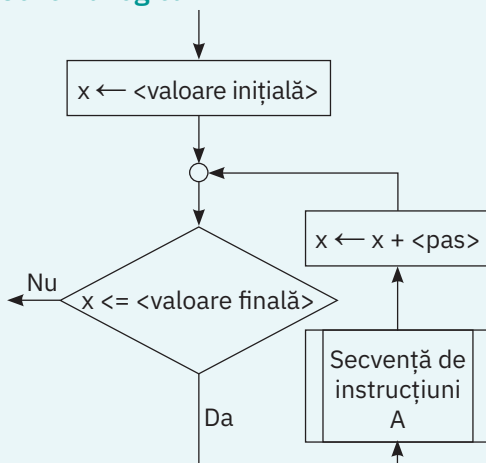 x ← <valoare inițială>
x ← x + <pas>
Nu
x <= <valoare finală>
Secvență de
instrucțiuni
A
Da